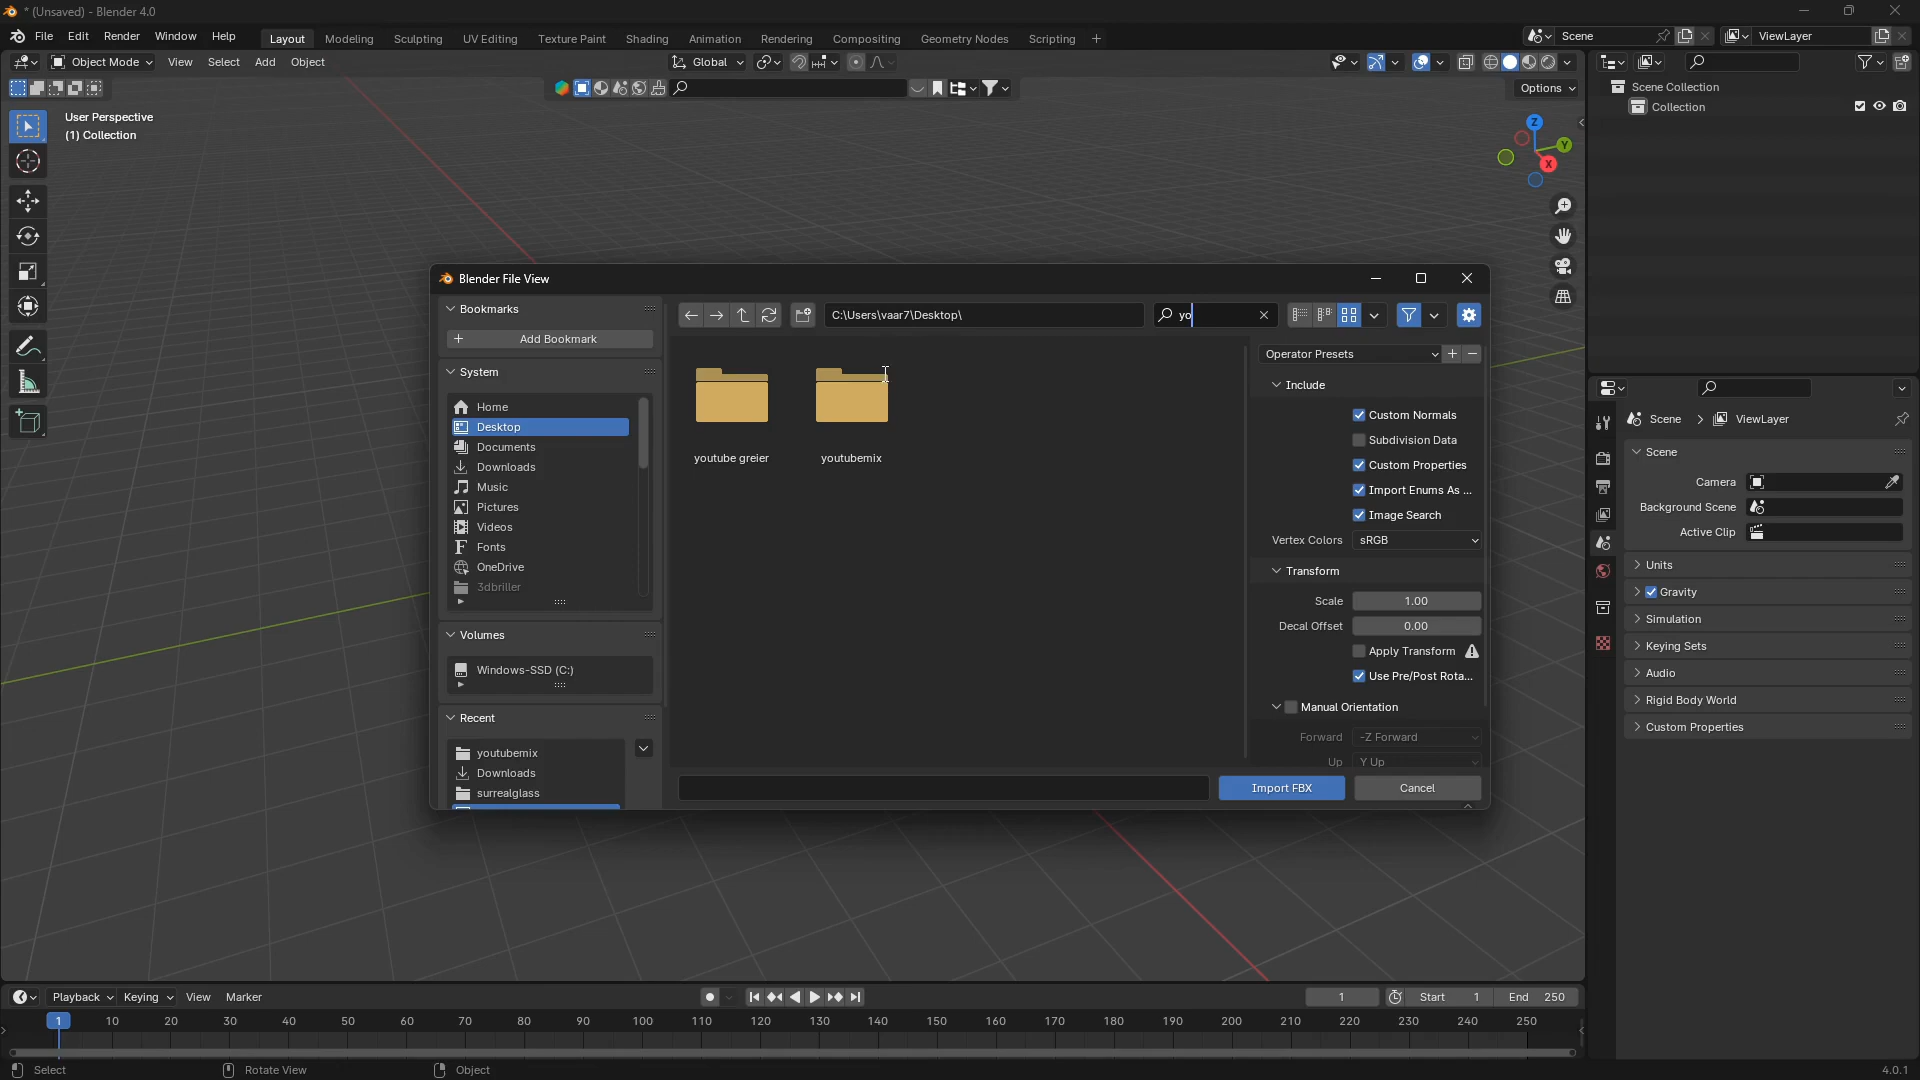 * (Unsaved) - Blender 4.0
File Edit Render Window Help Layout Modeling Sculpting UV Editing Texture Paint Shading Animation Rendering Compositing Geometry Nodes Scripting + Scene ViewLayer
Object Mode View Select Add Object Global
Options
User Perspective
(1) Collection
Z
Y
X
Scene Collection
Collection
Blender File View
Bookmarks
Add Bookmark
System
Home
Desktop
Documents
Downloads
Music
Pictures
Videos
Fonts
OneDrive
3dbriller
Volumes
Windows-SSD (C:)
Recent
youtubemix
Downloads
surrealglass
C:\Users\vaar7\Desktop\
yo
youtube greier
youtubemix
Operator Presets
Include
Custom Normals
Subdivision Data
Custom Properties
Import Enums As ...
Image Search
Vertex Colors sRGB
Transform
Scale 1.00
Decal Offset 0.00
Apply Transform
Use Pre/Post Rota...
Manual Orientation
Forward -Z Forward
Up Y Up
Import FBX Cancel
Scene ViewLayer
Scene
Camera
Background Scene
Active Clip
Units
Gravity
Simulation
Keying Sets
Audio
Rigid Body World
Custom Properties
Playback Keying View Marker 1 Start 1 End 250
1 10 20 30 40 50 60 70 80 90 100 110 120 130 140 150 160 170 180 190 200 210 220 230 240 250
Select Rotate View Object 4.0.1